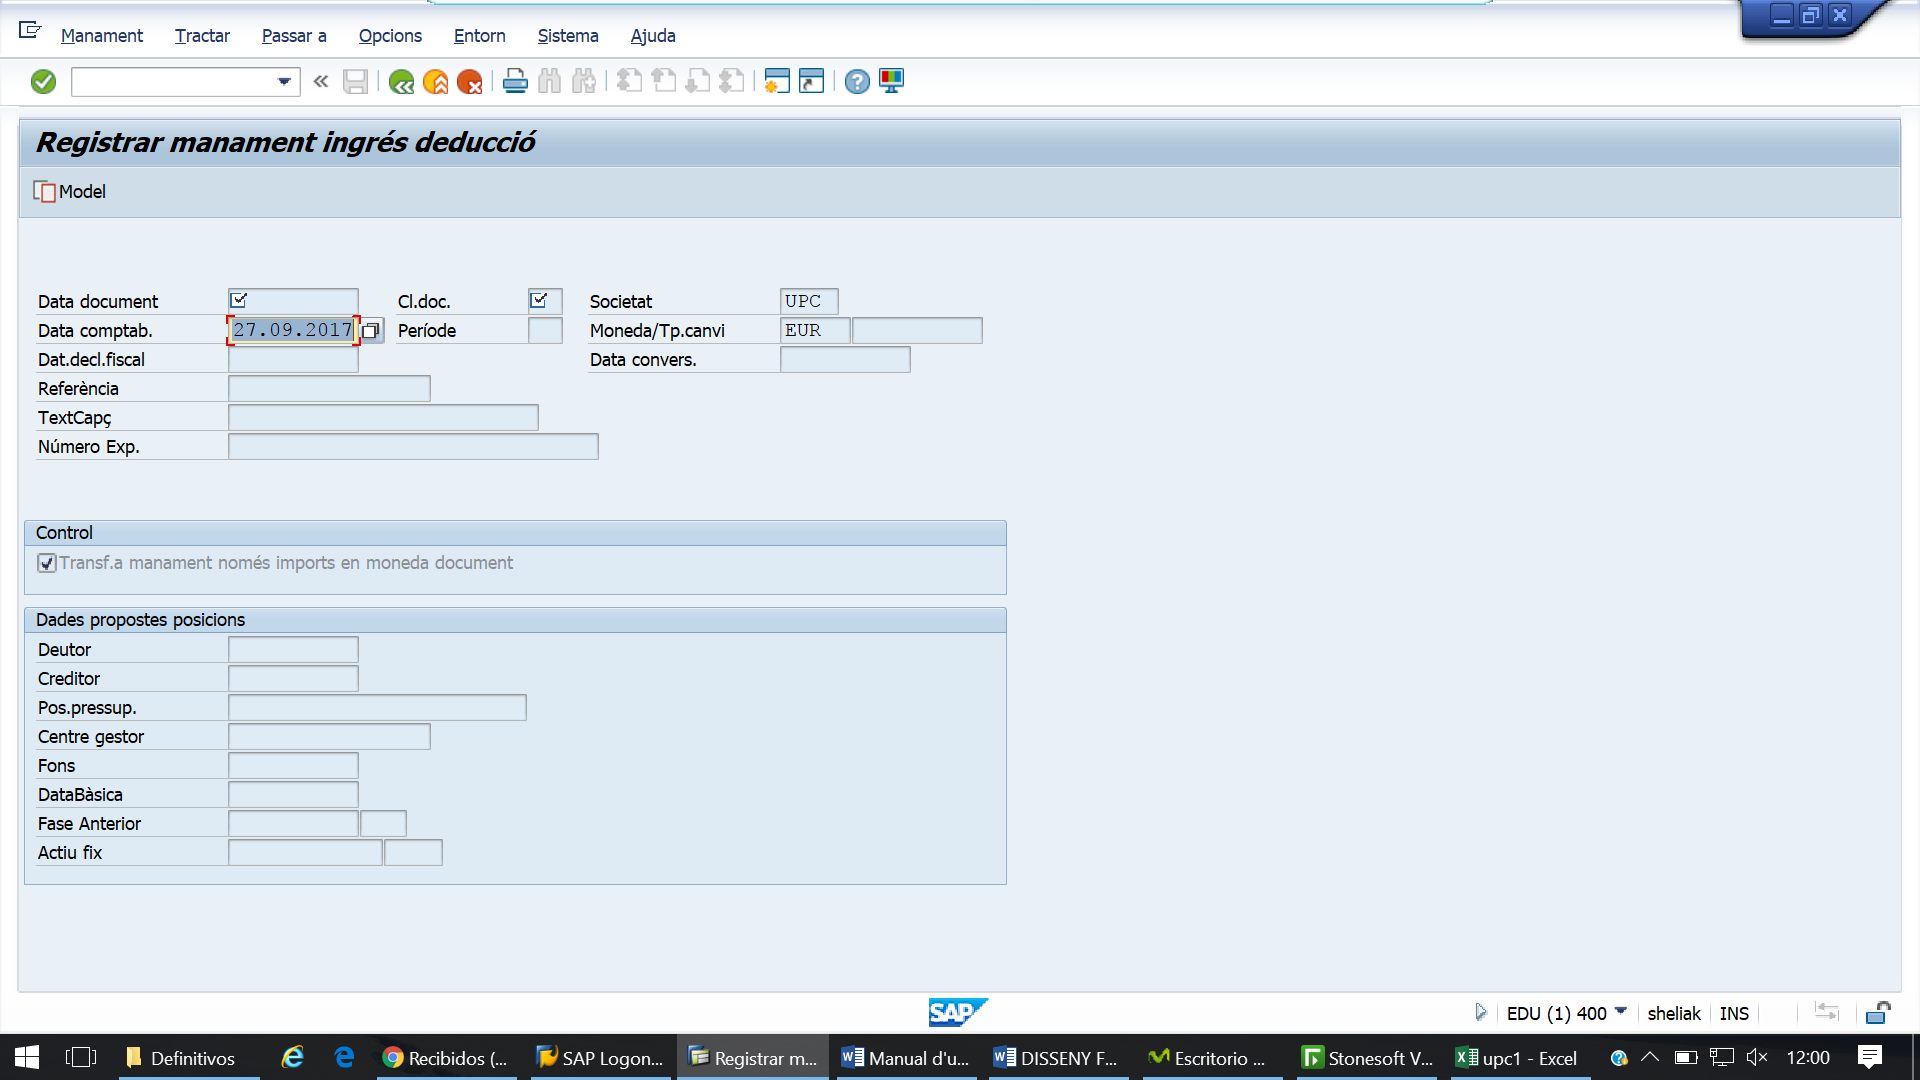 Manament Tractar Passar a Opcions Entorn Sistema Ajuda
Registrar manament ingrés deducció
Model
Data document Cl.doc. Societat UPC
Data comptab. 27.09.2017 Període Moneda/Tp.canvi EUR
Dat.decl.fiscal Data convers.
Referència
TextCapç
Número Exp.
Control
Transf.a manament només imports en moneda document
Dades propostes posicions
Deutor
Creditor
Pos.pressup.
Centre gestor
Fons
DataBàsica
Fase Anterior
Actiu fix
SAP EDU (1) 400 sheliak INS
Definitivos Recibidos (... SAP Logon... Registrar m... Manual d'u... DISSENY F... Escritorio ... Stonesoft V... upc1 - Excel 12:00